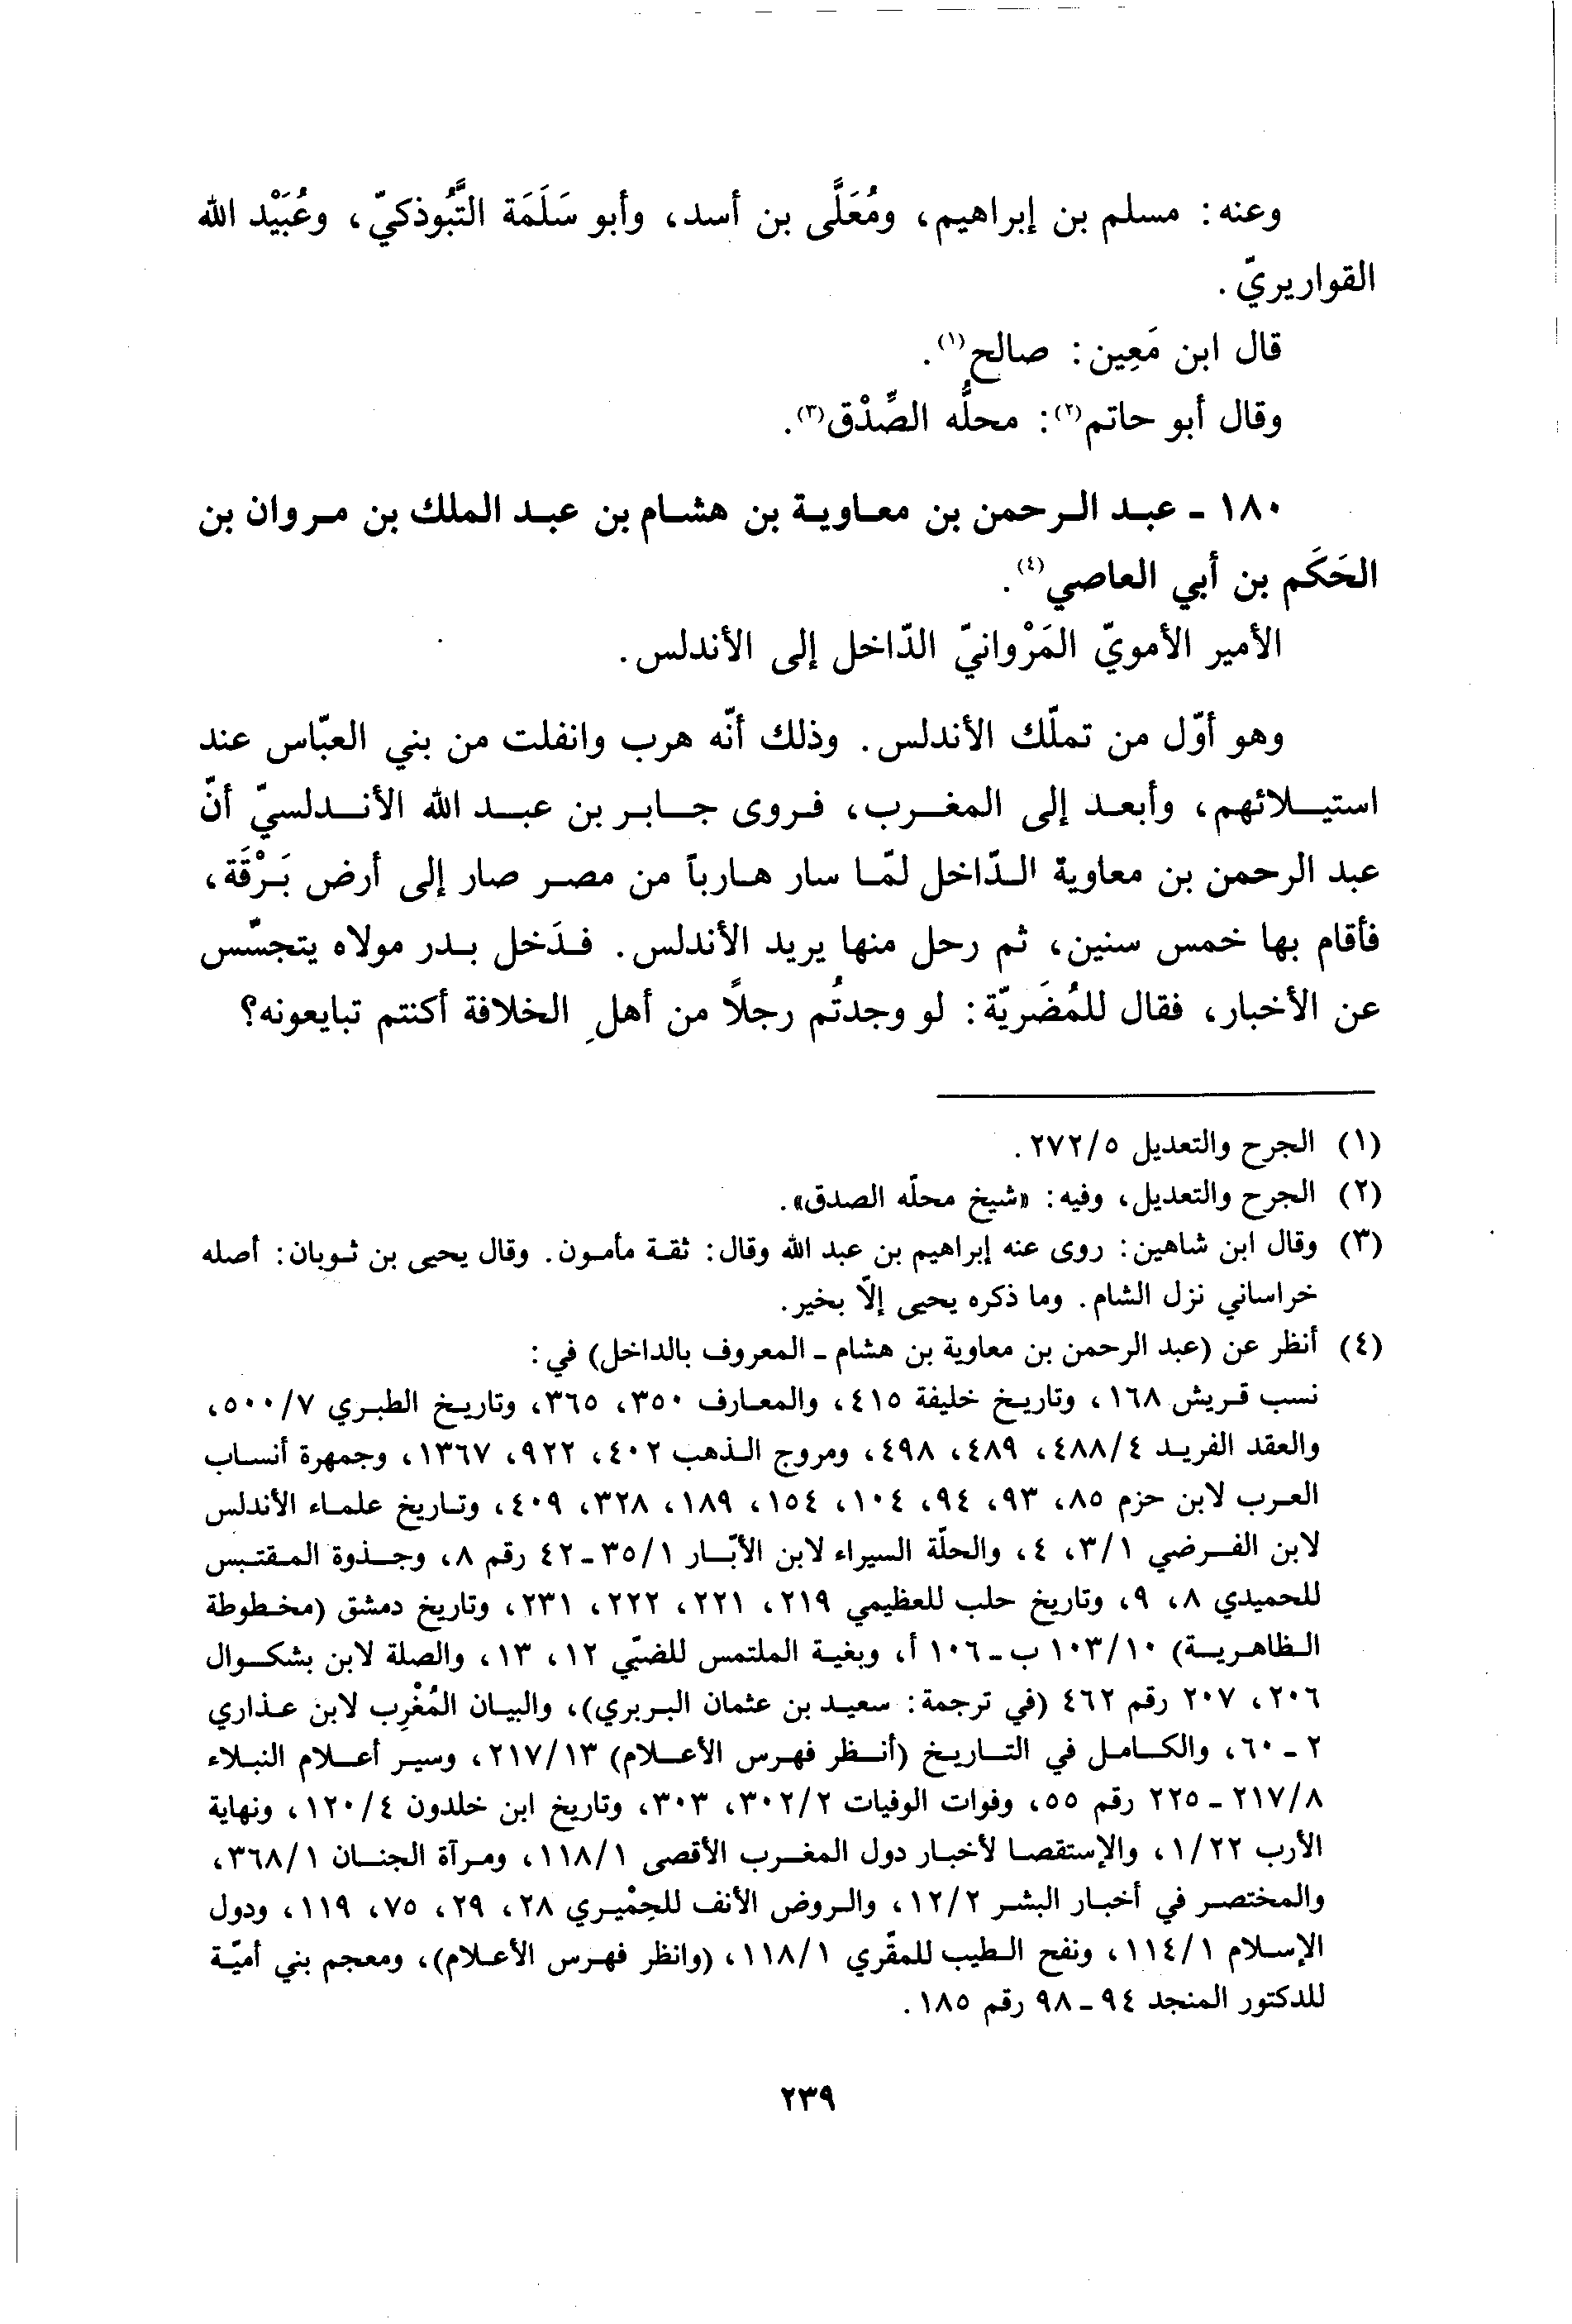 وعنه: مسلم بن إبراهيم، ومُعَلَّى بن أسد، وأبو سَلَمَة التَّبُوذكيّ، وعُبَيْد الله
القواريريّ.
قال ابن مَعِين: صالح(١).
وقال أبو حاتم(٢): محلُّه الصِّدْق(٣).
١٨٠ - عبد الرحمن بن معاوية بن هشام بن عبد الملك بن مروان بن
الحَكَم بن أبي العاصي(٤).
الأمير الأمويّ المَرْوانيّ الدّاخل إلى الأندلس.
وهو أوّل من تملّك الأندلس. وذلك أنّه هرب وانفلت من بني العبّاس عند
استيلائهم، وأبعد إلى المغرب، فروى جابر بن عبد الله الأندلسيّ أنّ
عبد الرحمن بن معاوية الدّاخل لمّا سار هارباً من مصر صار إلى أرض بَرْقَة،
فأقام بها خمس سنين، ثم رحل منها يريد الأندلس. فدَخل بدر مولاه يتجسّس
عن الأخبار، فقال للمُضَريّة: لو وجدتُم رجلاً من أهلِ الخلافة أكنتم تبايعونه؟
(١) الجرح والتعديل ٢٧٢/٥.
(٢) الجرح والتعديل، وفيه: «شيخ محلّه الصدق».
(٣) وقال ابن شاهين: روى عنه إبراهيم بن عبد الله وقال: ثقة مأمون. وقال يحيى بن ثوبان: أصله
خراساني نزل الشام. وما ذكره يحيى إلّا بخير.
(٤) أنظر عن (عبد الرحمن بن معاوية بن هشام - المعروف بالداخل) في:
نسب قريش ١٦٨، وتاريخ خليفة ٤١٥، والمعارف ٣٥٠، ٣٦٥، وتاريخ الطبري ٥٠٠/٧،
والعقد الفريد ٤٨٨/٤، ٤٨٩، ٤٩٨، ومروج الذهب ٤٠٢، ٩٢٢، ١٣٦٧، وجمهرة أنساب
العرب لابن حزم ٨٥، ٩٣، ٩٤، ١٠٤، ١٥٤، ١٨٩، ٣٢٨، ٤٠٩، وتاريخ علماء الأندلس
لابن الفرضي ٣/١، ٤، والحلّة السيراء لابن الأبّار ٣٥/١-٤٢ رقم ٨، وجذوة المقتبس
للحميدي ٨، ٩، وتاريخ حلب للعظيمي ٢١٩، ٢٢١، ٢٢٢، ٢٣١، وتاريخ دمشق (مخطوطة
الظاهرية) ١٠٣/١٠ ب - ١٠٦ أ، وبغية الملتمس للضبّي ١٢، ١٣، والصلة لابن بشكوال
٢٠٦، ٢٠٧ رقم ٤٦٢ (في ترجمة: سعيد بن عثمان البربري)، والبيان المُغْرِب لابن عذاري
٢ - ٦٠، والكامل في التاريخ (أنظر فهرس الأعلام) ٢١٧/١٣، وسير أعلام النبلاء
٢١٧/٨ - ٢٢٥ رقم ٥٥، وفوات الوفيات ٣٠٢/٢، ٣٠٣، وتاريخ ابن خلدون ١٢٠/٤، ونهاية
الأرب ١/٢٢، والإستقصا لأخبار دول المغرب الأقصى ١١٨/١، ومرآة الجنان ٣٦٨/١،
والمختصر في أخبار البشر ١٢/٢، والروض الأنف للحِمْيري ٢٨، ٢٩، ٧٥، ١١٩، ودول
الإسلام ١١٤/١، ونفح الطيب للمقّري ١١٨/١، (وانظر فهرس الأعلام)، ومعجم بني أميّة
للدكتور المنجد ٩٤ - ٩٨ رقم ١٨٥.
٢٣٩